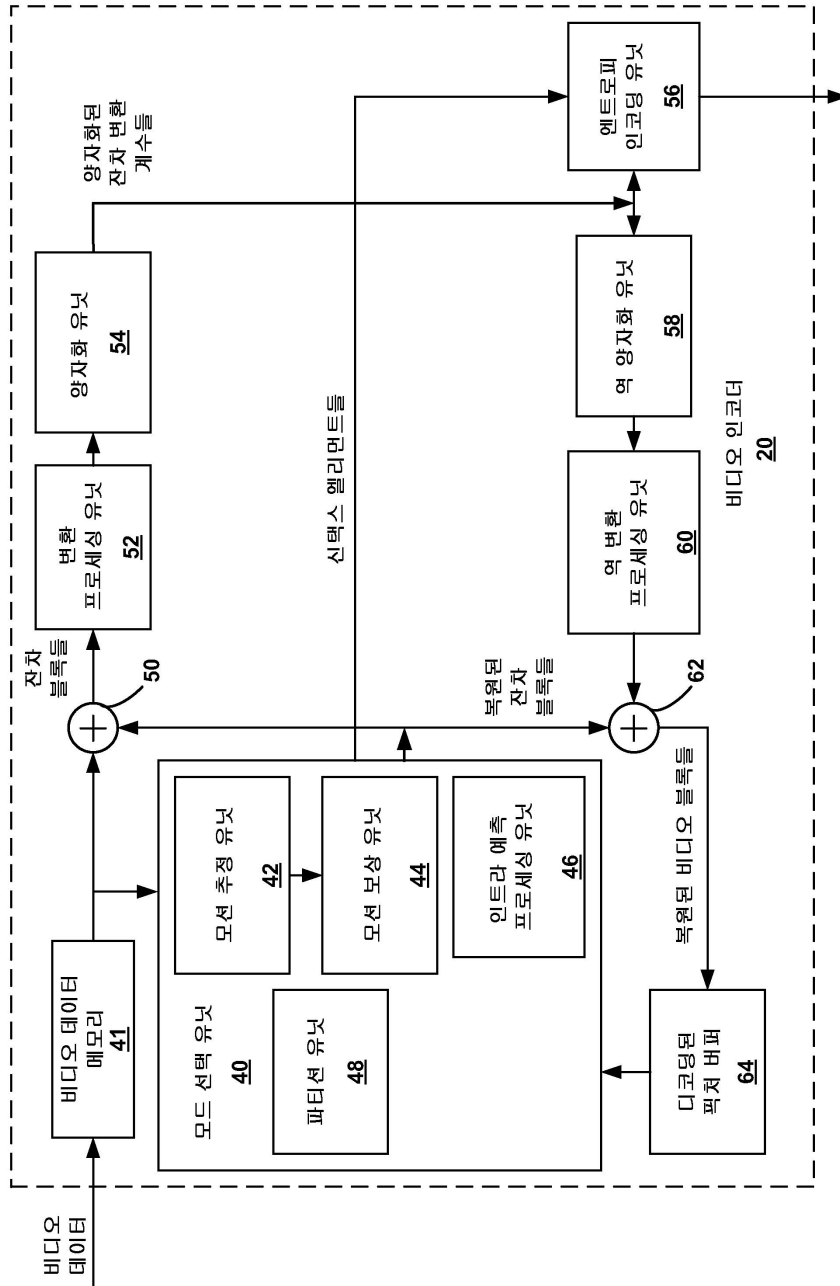 비디오
데이터
비디오 데이터
메모리
41
잔차
블록들
50
변환
프로세싱 유닛
52
양자화 유닛
54
양자화된
잔차 변환
계수들
모드 선택 유닛
40
모션 추정 유닛
42
파티션 유닛
48
모션 보상 유닛
44
인트라 예측
프로세싱 유닛
46
신택스 엘리먼트들
엔트로피
인코딩 유닛
56
디코딩된
픽처 버퍼
64
복원된 비디오 블록들
복원된
잔차
블록들
62
역 변환
프로세싱 유닛
60
역 양자화 유닛
58
비디오 인코더
20